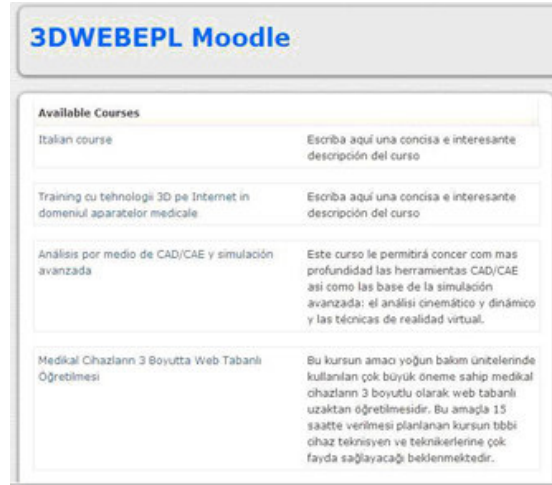 3DWEBEPL Moodle
Available Courses
Italian course
Escriba aquí una concisa e interesante
descripción del curso
Training cu tehnologii 3D pe Internet in
domeniul aparatelor medicale
Escriba aquí una concisa e interesante
descripción del curso
Análisis por medio de CAD/CAE y simulación
avanzada
Este curso le permitirá concer com mas
profundidad las herramientas CAD/CAE
asi como las base de la simulación
avanzada: el análisi cinemático y dinámico
y las técnicas de realidad virtual.
Medikal Cihazların 3 Boyutta Web Tabanlı
Öğretilmesi
Bu kursun amacı yoğun bakım ünitelerinde
kullanılan çok büyük öneme sahip medikal
cihazların 3 boyutlu olarak web tabanlı
uzaktan öğretilmesidir. Bu amaçla 15
saatte verilmesi planlanan kursun tıbbi
cihaz teknisyen ve teknikerlerine çok
fayda sağlayacağı beklenmektedir.